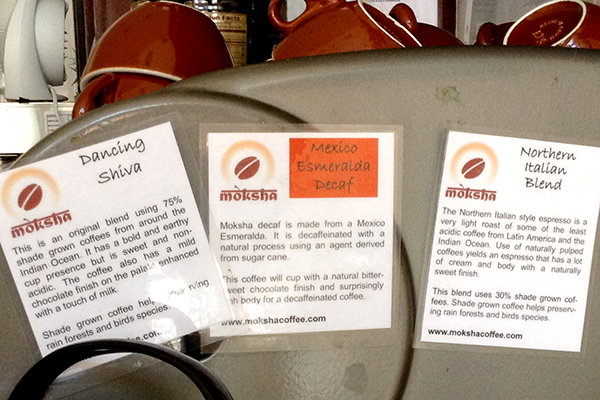 Dancing
Shiva
mòksha
This is an original blend using 75%
shade grown coffees from around the
Indian Ocean. It has a bold and earthy
cup presence but is sweet and non-
acidic. The coffee also has a mild
chocolate finish on the palate enhanced
with a touch of milk.
Shade grown coffee
rain forests and birds species.
Mexico
Esmeralda
Decaf
mòksha
Moksha decaf is made from a Mexico
Esmeralda. It is decaffeinated with a
natural process using an agent derived
from sugar cane.
This coffee will cup with a natural bitter-
sweet chocolate finish and surprisingly
body for a decaffeinated coffee.
www.mokshacoffee.com
Northern
Italian
Blend
mòksha
The Northern Italian style espresso is a
very light roast of some of the least
acidic coffee from Latin America and the
Indian Ocean. Use of naturally pulped
coffees yields an espresso that has a lot
of cream and body with a naturally
sweet finish.
This blend uses 30% shade grown cof-
fees. Shade grown coffee helps preserv-
ing rain forests and birds species.
www.mokshacoffee.com